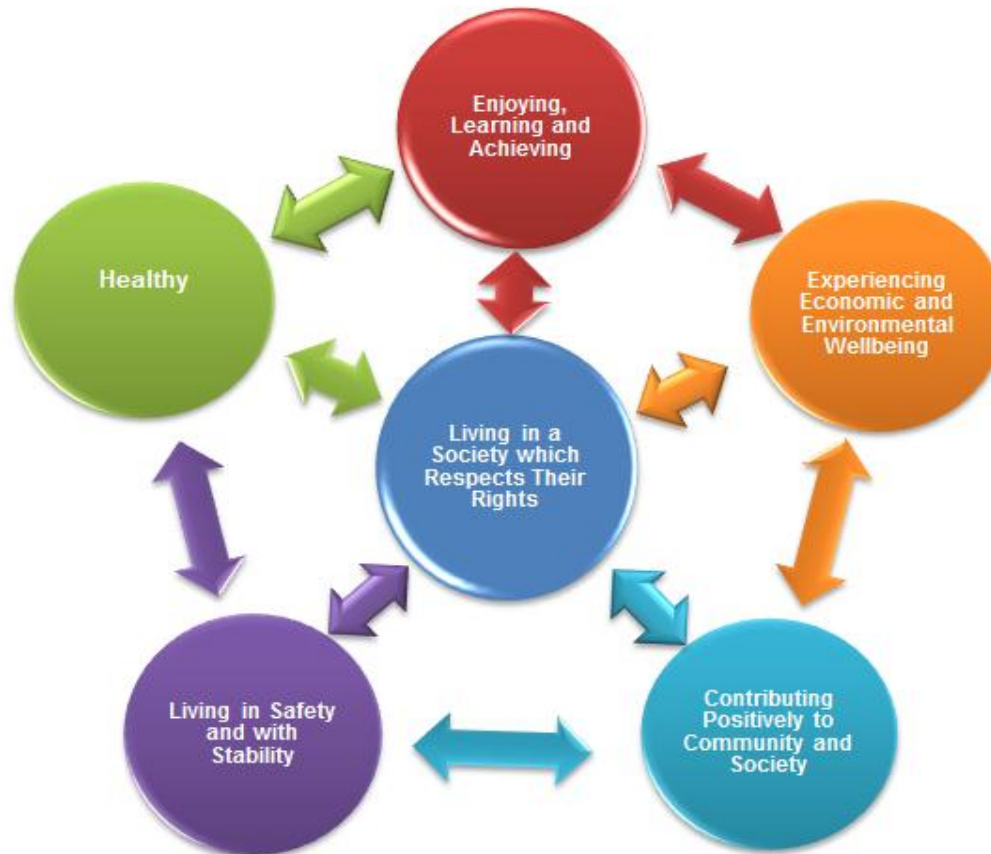 Enjoying,
Learning and
Achieving
Healthy
Experiencing
Economic and
Environmental
Wellbeing
Living in a
Society which
Respects Their
Rights
Living in Safety
and with
Stability
Contributing
Positively to
Community and
Society